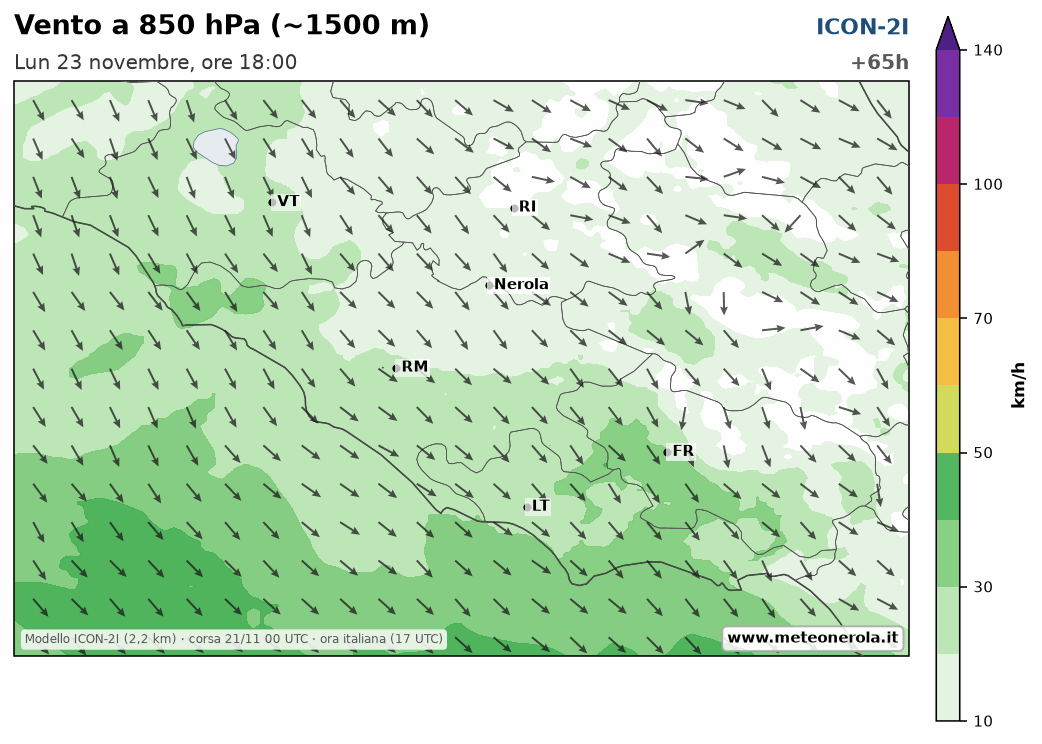 Vento a 850 hPa (~1500 m)
ICON-2I
Lun 23 novembre, ore 18:00
+65h
VT
RI
Nerola
RM
FR
LT
Modello ICON-2I (2,2 km) · corsa 21/11 00 UTC · ora italiana (17 UTC)
www.meteonerola.it
140
100
70
50
30
10
km/h